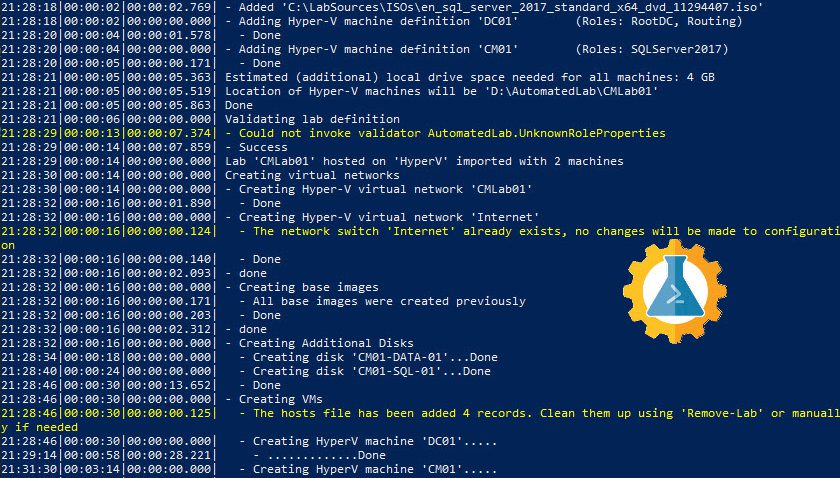 21:28:18|00:00:02|00:00:02.769| - Added 'C:\LabSources\ISOs\en_sql_server_2017_standard_x64_dvd_11294407.iso'
21:28:18|00:00:02|00:00:00.000| - Adding Hyper-V machine definition 'DC01' (Roles: RootDC, Routing)
21:28:20|00:00:04|00:00:01.578| - Done
21:28:20|00:00:04|00:00:00.000| - Adding Hyper-V machine definition 'CM01' (Roles: SQLServer2017)
21:28:20|00:00:05|00:00:00.171| - Done
21:28:21|00:00:05|00:00:05.363| Estimated (additional) local drive space needed for all machines: 4 GB
21:28:21|00:00:05|00:00:05.519| Location of Hyper-V machines will be 'D:\AutomatedLab\CMLab01'
21:28:21|00:00:05|00:00:05.863| Done
21:28:21|00:00:06|00:00:00.000| Validating lab definition
21:28:29|00:00:13|00:00:07.374| - Could not invoke validator AutomatedLab.UnknownRoleProperties
21:28:29|00:00:14|00:00:07.859| - Success
21:28:29|00:00:14|00:00:00.000| Lab 'CMLab01' hosted on 'HyperV' imported with 2 machines
21:28:30|00:00:14|00:00:00.000| Creating virtual networks
21:28:30|00:00:14|00:00:00.000| - Creating Hyper-V virtual network 'CMLab01'
21:28:32|00:00:16|00:00:01.890| - Done
21:28:32|00:00:16|00:00:00.000| - Creating Hyper-V virtual network 'Internet'
21:28:32|00:00:16|00:00:00.124| - The network switch 'Internet' already exists, no changes will be made to configurati
on
21:28:32|00:00:16|00:00:00.140| - Done
21:28:32|00:00:16|00:00:02.093| - done
21:28:32|00:00:16|00:00:00.000| - Creating base images
21:28:32|00:00:16|00:00:00.171| - All base images were created previously
21:28:32|00:00:16|00:00:00.203| - Done
21:28:32|00:00:16|00:00:02.312| - done
21:28:32|00:00:16|00:00:00.000| - Creating Additional Disks
21:28:34|00:00:18|00:00:00.000| - Creating disk 'CM01-DATA-01'...Done
21:28:40|00:00:24|00:00:00.000| - Creating disk 'CM01-SQL-01'...Done
21:28:46|00:00:30|00:00:13.652| - Done
21:28:46|00:00:30|00:00:00.000| - Creating VMs
21:28:46|00:00:30|00:00:00.125| - The hosts file has been added 4 records. Clean them up using 'Remove-Lab' or manuall
y if needed
21:28:46|00:00:30|00:00:00.000| - Creating HyperV machine 'DC01'.....
21:29:14|00:00:58|00:00:28.221| - .............Done
21:31:30|00:03:14|00:00:00.000| - Creating HyperV machine 'CM01'.....